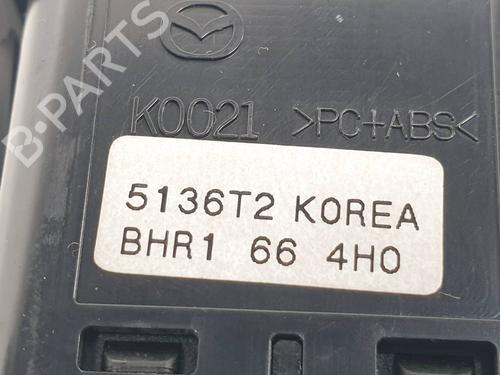 B-PARTS
K0021 >PC+ABS<
5136T2 KOREA
BHR1 66 4H0